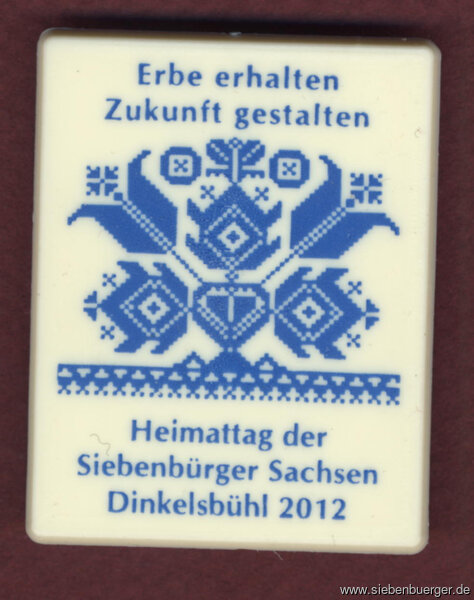 Erbe erhalten
Zukunft gestalten
Heimattag der
Siebenbürger Sachsen
Dinkelsbühl 2012
www.siebenbuerger.de